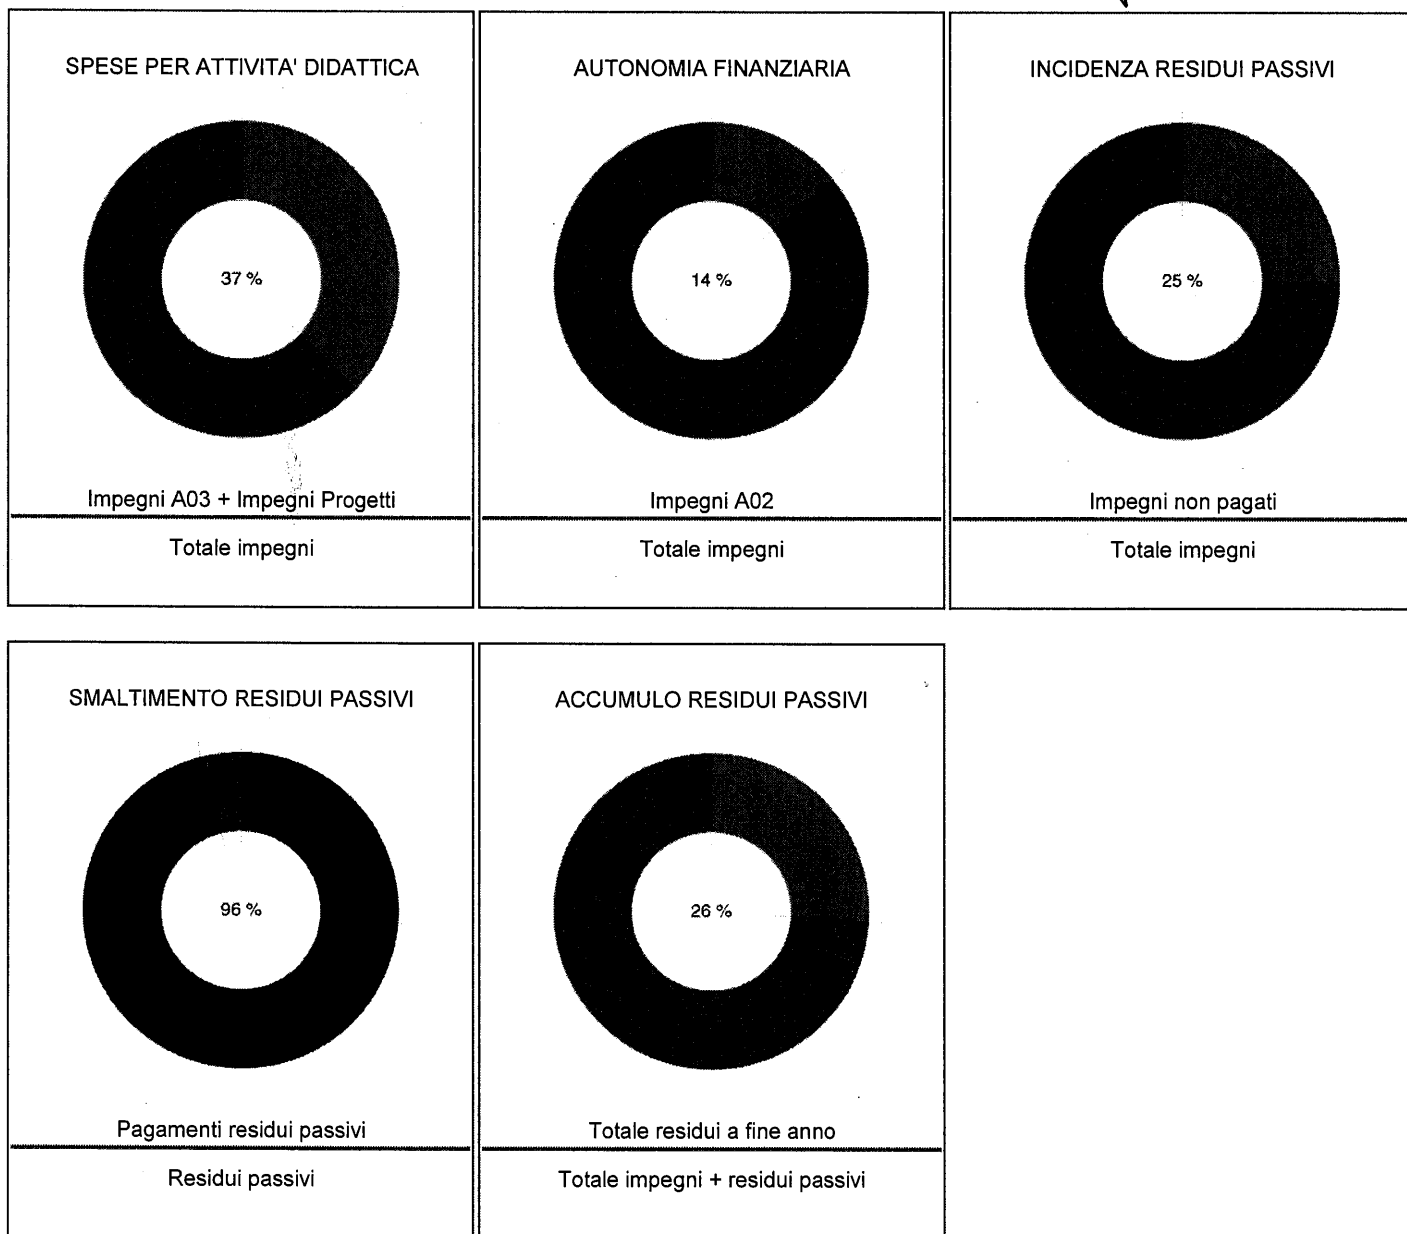 SPESE PER ATTIVITA' DIDATTICA
37 %
Impegni A03 + Impegni Progetti
Totale impegni
AUTONOMIA FINANZIARIA
14 %
Impegni A02
Totale impegni
INCIDENZA RESIDUI PASSIVI
25 %
Impegni non pagati
Totale impegni
SMALTIMENTO RESIDUI PASSIVI
96 %
Pagamenti residui passivi
Residui passivi
ACCUMULO RESIDUI PASSIVI
26 %
Totale residui a fine anno
Totale impegni + residui passivi